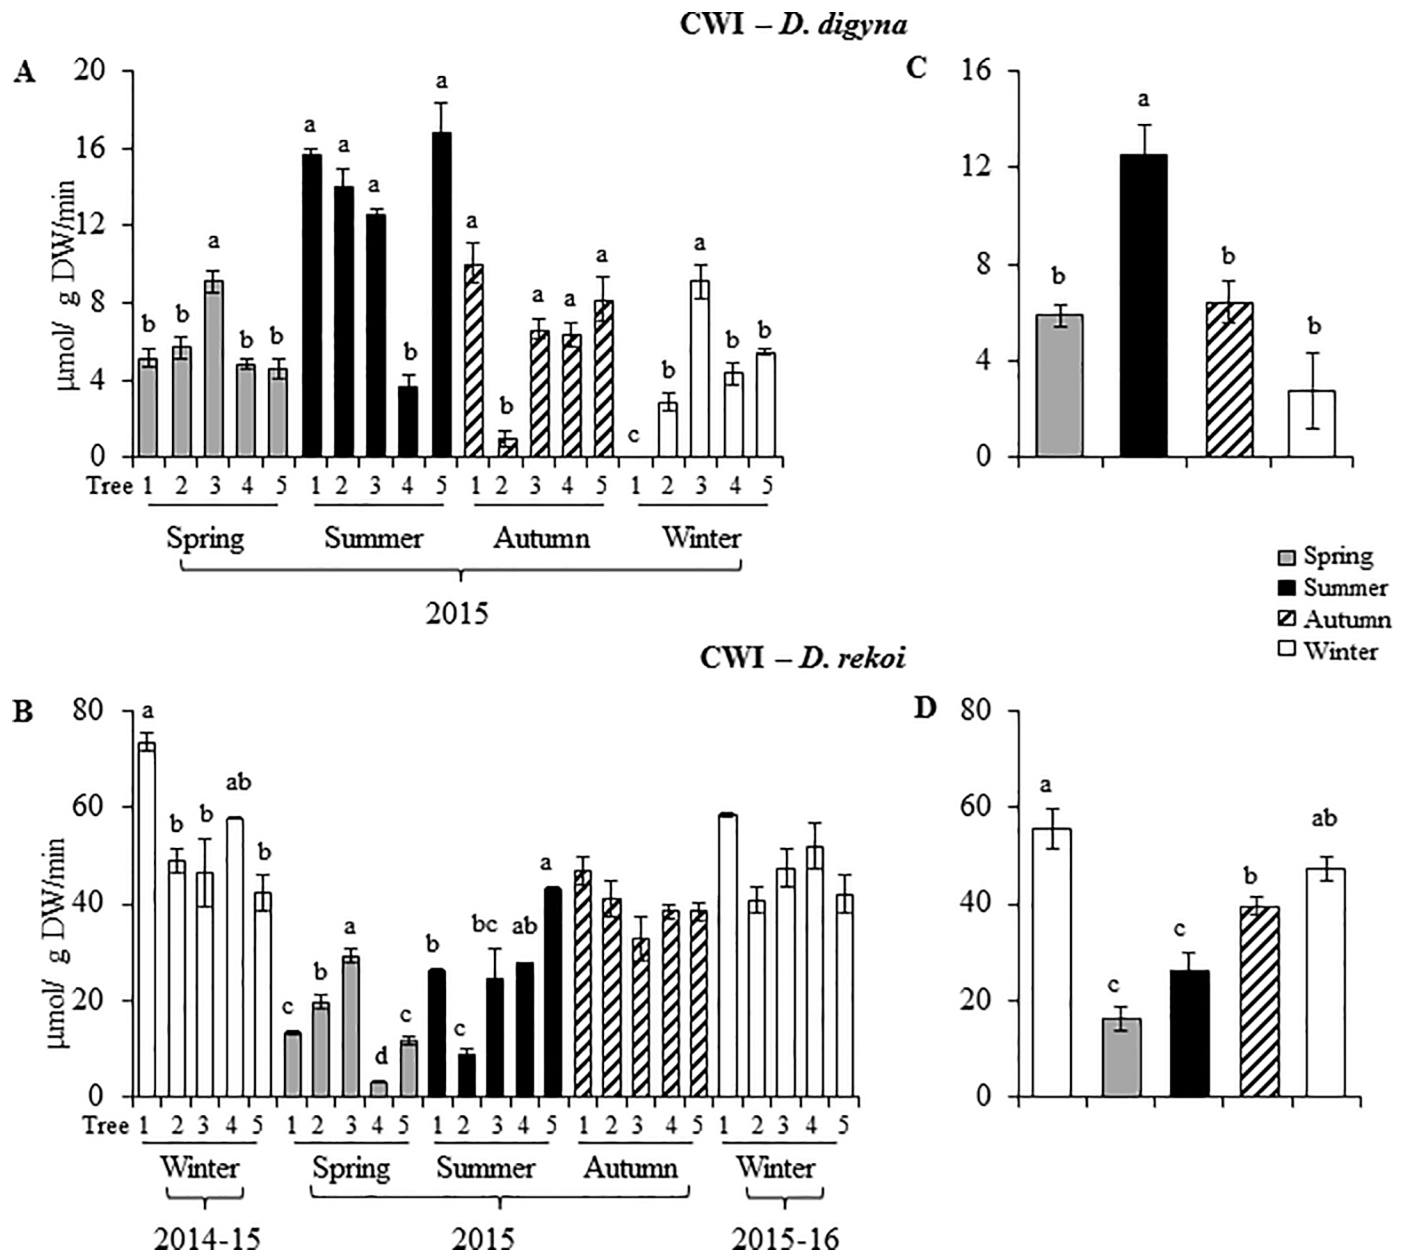 CWI – D. digyna
A
µmol/ g DW/min
20
16
12
8
4
0
b b a b b a a a b a a b a a a c b a b b
Tree 1 2 3 4 5 1 2 3 4 5 1 2 3 4 5 1 2 3 4 5
Spring Summer Autumn Winter
2015
C
16
12
8
4
0
b a b b
Spring
Summer
Autumn
Winter
CWI – D. rekoi
B
µmol/ g DW/min
80
60
40
20
0
a b b ab b c b a d c b c bc ab a
Tree 1 2 3 4 5 1 2 3 4 5 1 2 3 4 5 1 2 3 4 5 1 2 3 4 5
Winter Spring Summer Autumn Winter
2014-15 2015 2015-16
D
80
60
40
20
0
a c c b ab